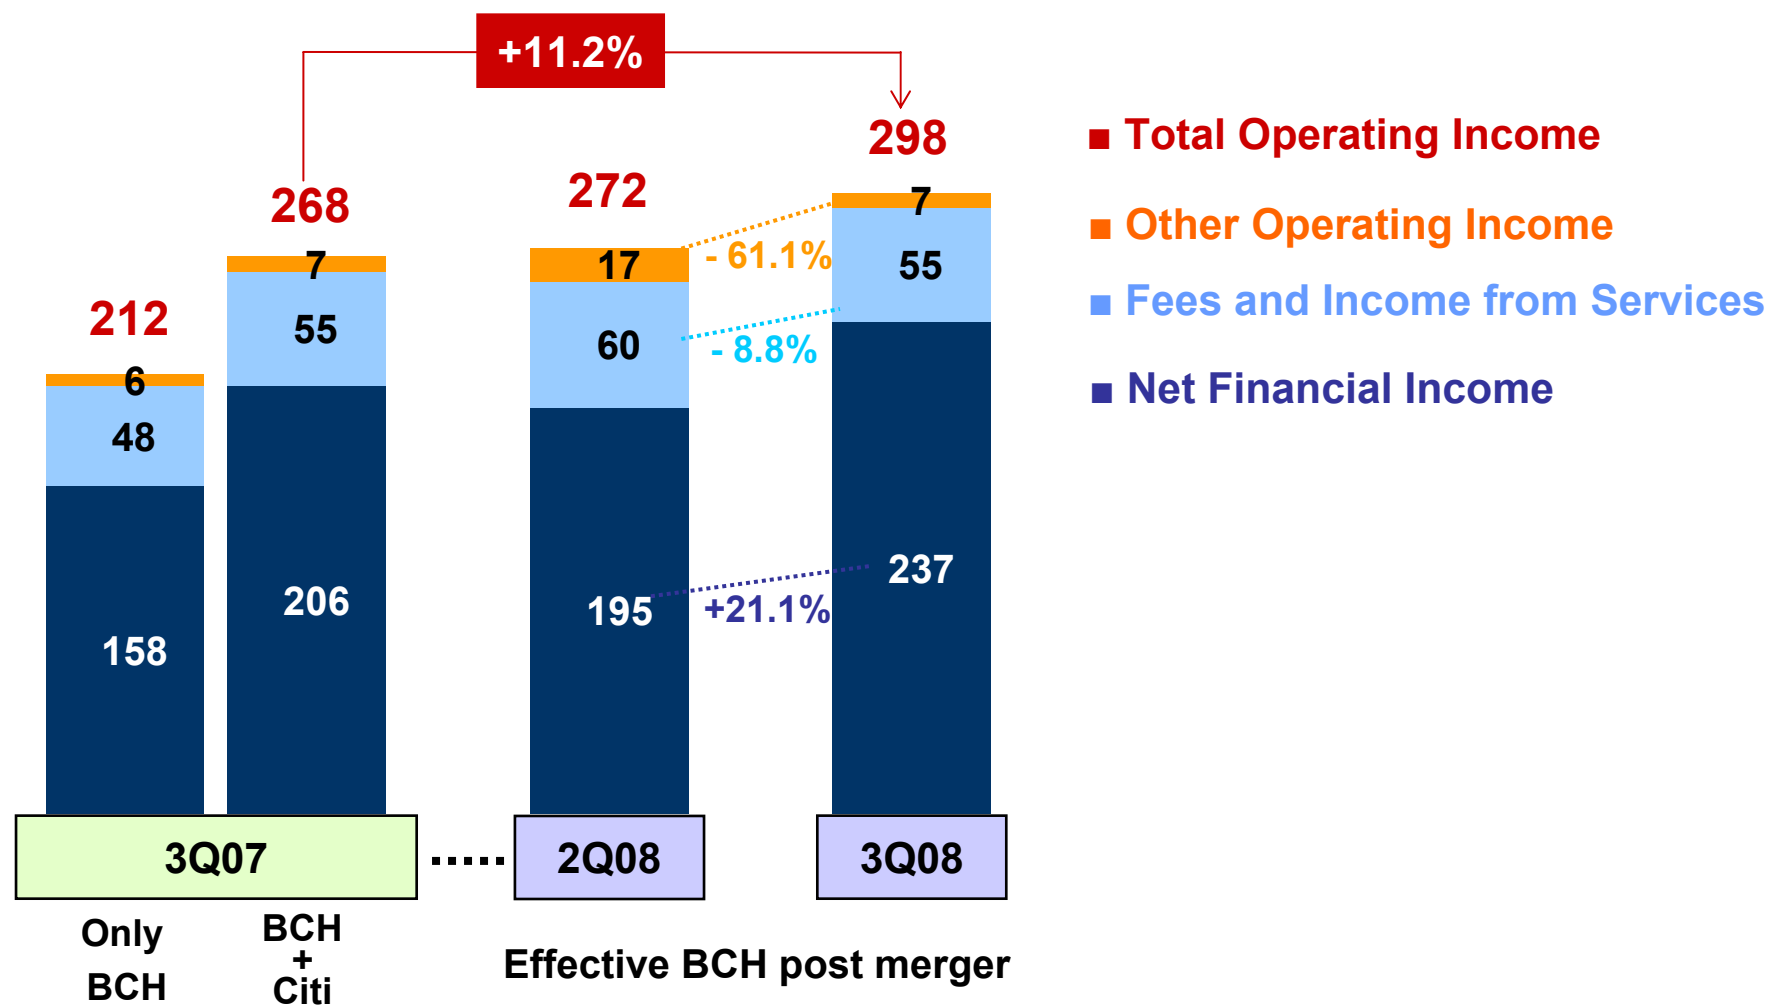 +11.2%
298
268
272
212
7
7
17
- 61.1%
55
55
60
- 8.8%
6
48
237
206
195
+21.1%
158
3Q07
2Q08
3Q08
Only
BCH
BCH
+
Citi
Effective BCH post merger
■ Total Operating Income
■ Other Operating Income
■ Fees and Income from Services
■ Net Financial Income